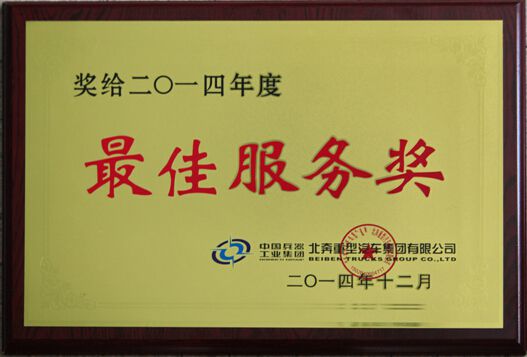 奖给二〇一四年度
最佳服务奖
中国兵器
工业集团
北奔重型汽车集团有限公司
BEIBEN TRUCKS GROUP CO.,LTD
二〇一四年十二月